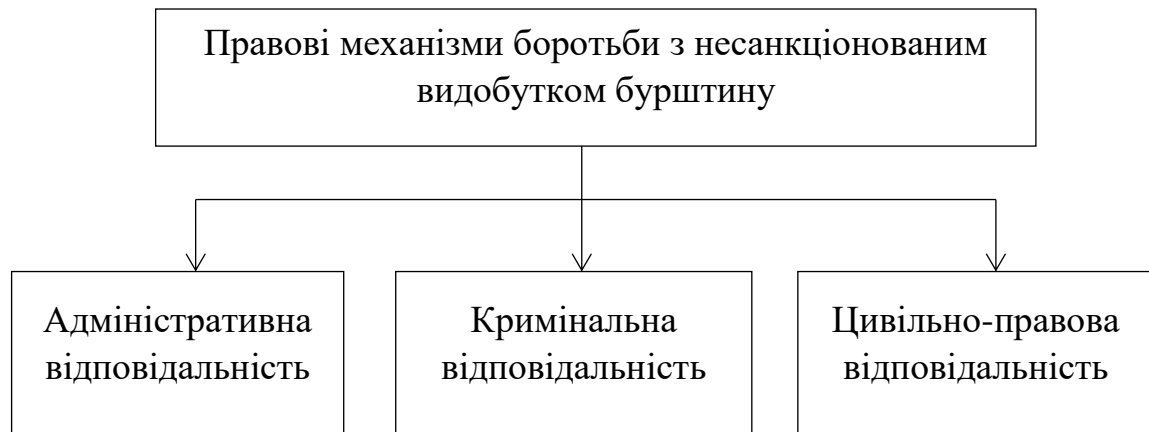 Правові механізми боротьби з несанкціонованим
видобутком бурштину
Адміністративна
відповідальність
Кримінальна
відповідальність
Цивільно-правова
відповідальність